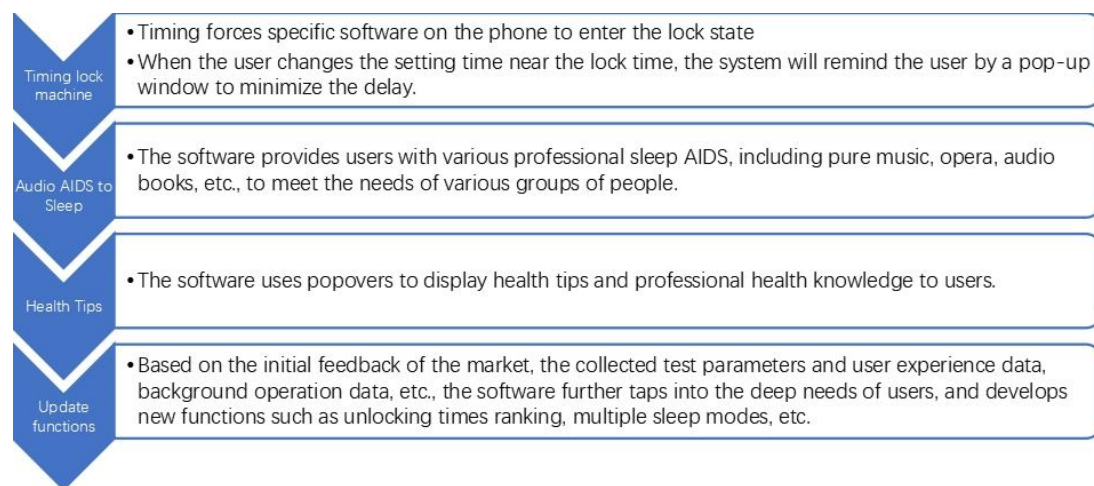 Timing lock
machine
• Timing forces specific software on the phone to enter the lock state
• When the user changes the setting time near the lock time, the system will remind the user by a pop-up
window to minimize the delay.
Audio AIDS to
Sleep
• The software provides users with various professional sleep AIDS, including pure music, opera, audio
books, etc., to meet the needs of various groups of people.
Health Tips
• The software uses popovers to display health tips and professional health knowledge to users.
Update
functions
• Based on the initial feedback of the market, the collected test parameters and user experience data,
background operation data, etc., the software further taps into the deep needs of users, and develops
new functions such as unlocking times ranking, multiple sleep modes, etc.